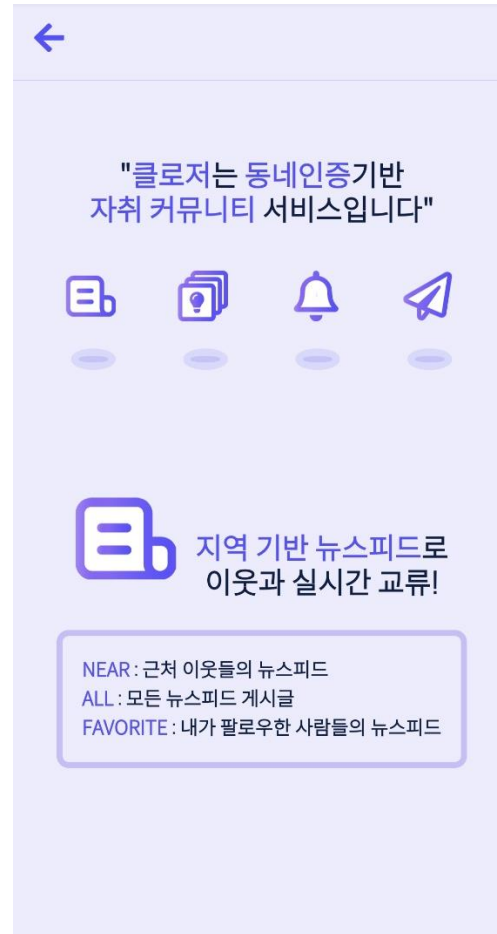 "클로저는 동네인증기반
자취 커뮤니티 서비스입니다"
지역 기반 뉴스피드로
이웃과 실시간 교류!
NEAR : 근처 이웃들의 뉴스피드
ALL : 모든 뉴스피드 게시글
FAVORITE : 내가 팔로우한 사람들의 뉴스피드